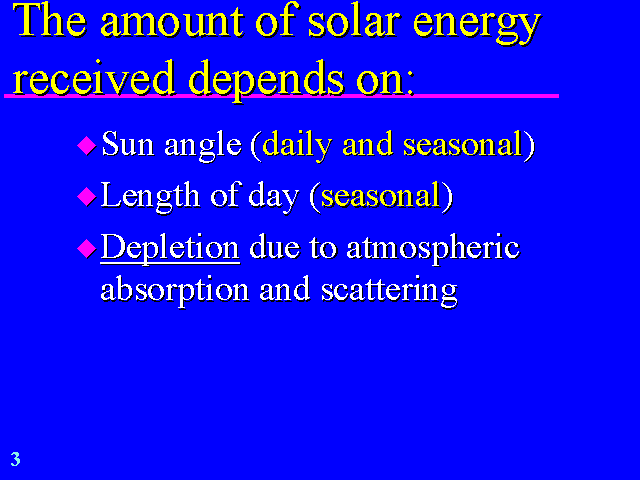 The amount of solar energy
received depends on:
Sun angle (daily and seasonal)
Length of day (seasonal)
Depletion due to atmospheric
absorption and scattering
3